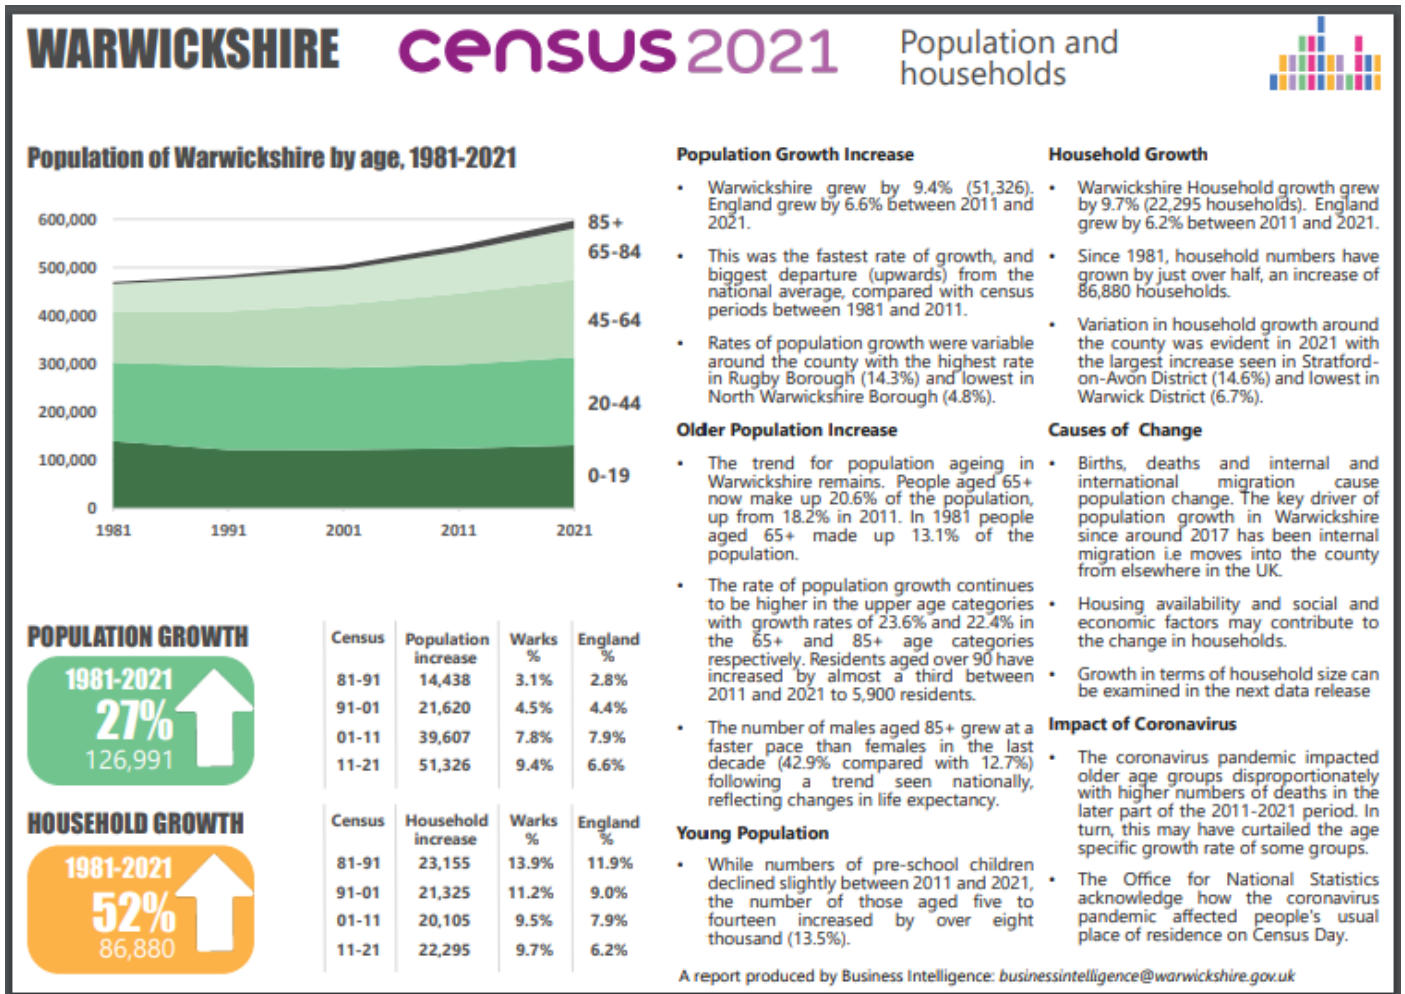 WARWICKSHIRE
census 2021
Population and
households
Population of Warwickshire by age, 1981-2021
600,000
500,000
400,000
300,000
200,000
100,000
0
1981 1991 2001 2011 2021
85+
65-84
45-64
20-44
0-19
POPULATION GROWTH
1981-2021
27%
126,991
Census Population Warks England
increase % %
81-91 14,438 3.1% 2.8%
91-01 21,620 4.5% 4.4%
01-11 39,607 7.8% 7.9%
11-21 51,326 9.4% 6.6%
HOUSEHOLD GROWTH
1981-2021
52%
86,880
Census Household Warks England
increase % %
81-91 23,155 13.9% 11.9%
91-01 21,325 11.2% 9.0%
01-11 20,105 9.5% 7.9%
11-21 22,295 9.7% 6.2%
Population Growth Increase
• Warwickshire grew by 9.4% (51,326).
England grew by 6.6% between 2011 and
2021.
• This was the fastest rate of growth, and
biggest departure (upwards) from the
national average, compared with census
periods between 1981 and 2011.
• Rates of population growth were variable
around the county with the highest rate
in Rugby Borough (14.3%) and lowest in
North Warwickshire Borough (4.8%).
Older Population Increase
• The trend for population ageing in
Warwickshire remains. People aged 65+
now make up 20.6% of the population,
up from 18.2% in 2011. In 1981 people
aged 65+ made up 13.1% of the
population.
• The rate of population growth continues
to be higher in the upper age categories
with growth rates of 23.6% and 22.4% in
the 65+ and 85+ age categories
respectively. Residents aged over 90 have
increased by almost a third between
2011 and 2021 to 5,900 residents.
• The number of males aged 85+ grew at a
faster pace than females in the last
decade (42.9% compared with 12.7%)
following a trend seen nationally,
reflecting changes in life expectancy.
Young Population
• While numbers of pre-school children
declined slightly between 2011 and 2021,
the number of those aged five to
fourteen increased by over eight
thousand (13.5%).
Household Growth
• Warwickshire Household growth grew
by 9.7% (22,295 households). England
grew by 6.2% between 2011 and 2021.
• Since 1981, household numbers have
grown by just over half, an increase of
86,880 households.
• Variation in household growth around
the county was evident in 2021 with
the largest increase seen in Stratford-
on-Avon District (14.6%) and lowest in
Warwick District (6.7%).
Causes of Change
• Births, deaths and internal and
international migration cause
population change. The key driver of
population growth in Warwickshire
since around 2017 has been internal
migration i.e moves into the county
from elsewhere in the UK.
• Housing availability and social and
economic factors may contribute to
the change in households.
• Growth in terms of household size can
be examined in the next data release
Impact of Coronavirus
• The coronavirus pandemic impacted
older age groups disproportionately
with higher numbers of deaths in the
later part of the 2011-2021 period. In
turn, this may have curtailed the age
specific growth rate of some groups.
• The Office for National Statistics
acknowledge how the coronavirus
pandemic affected people's usual
place of residence on Census Day.
A report produced by Business Intelligence: businessintelligence@warwickshire.gov.uk